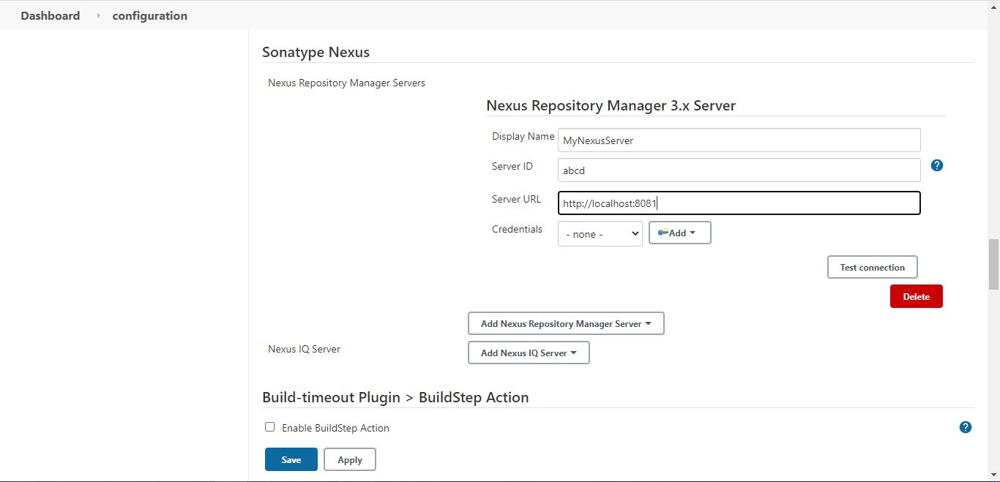 Dashboard configuration
Sonatype Nexus
Nexus Repository Manager Servers
Nexus Repository Manager 3.x Server
Display Name MyNexusServer
Server ID abcd ?
Server URL http://localhost:8081
Credentials - none - Add
Test connection
Delete
Add Nexus Repository Manager Server
Nexus IQ Server Add Nexus IQ Server
Build-timeout Plugin > BuildStep Action
Enable BuildStep Action ?
Save Apply